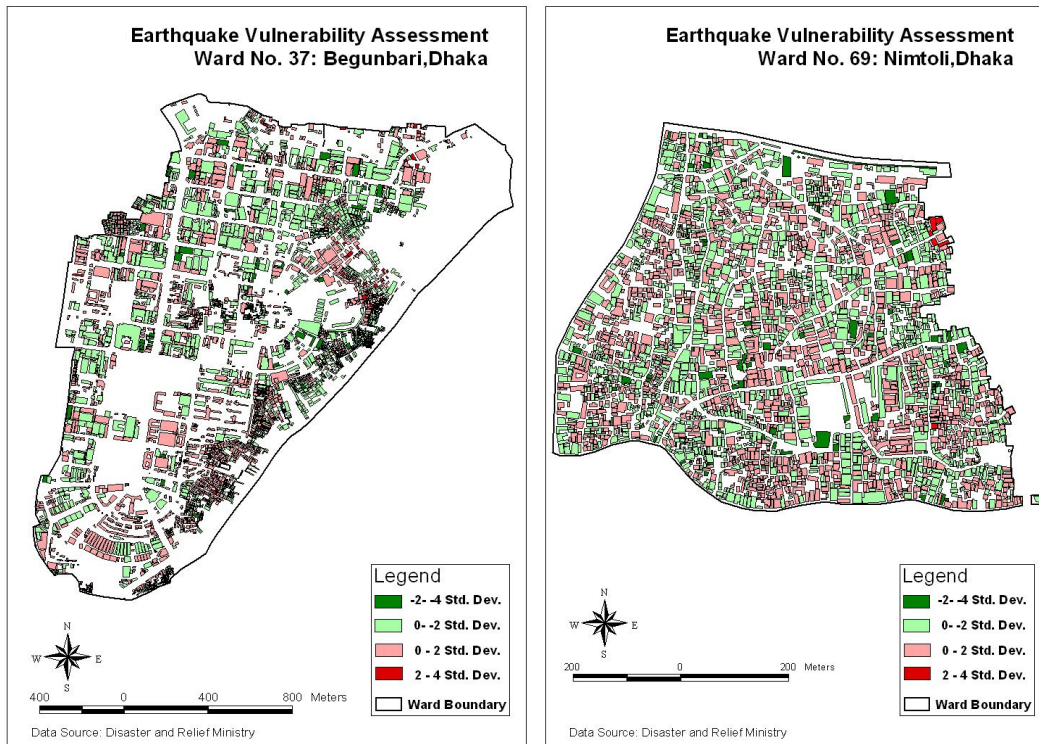 Earthquake Vulnerability Assessment
Ward No. 37: Begunbari,Dhaka
N
W E
S
400 0 400 800 Meters
Legend
-2- -4 Std. Dev.
0- -2 Std. Dev.
0 - 2 Std. Dev.
2 - 4 Std. Dev.
Ward Boundary
Data Source: Disaster and Relief Ministry
Earthquake Vulnerability Assessment
Ward No. 69: Nimtoli,Dhaka
N
W E
S
200 0 200 Meters
Legend
-2- -4 Std. Dev.
0- -2 Std. Dev.
0 - 2 Std. Dev.
2 - 4 Std. Dev.
Ward Boundary
Data Source: Disaster and Relief Ministry